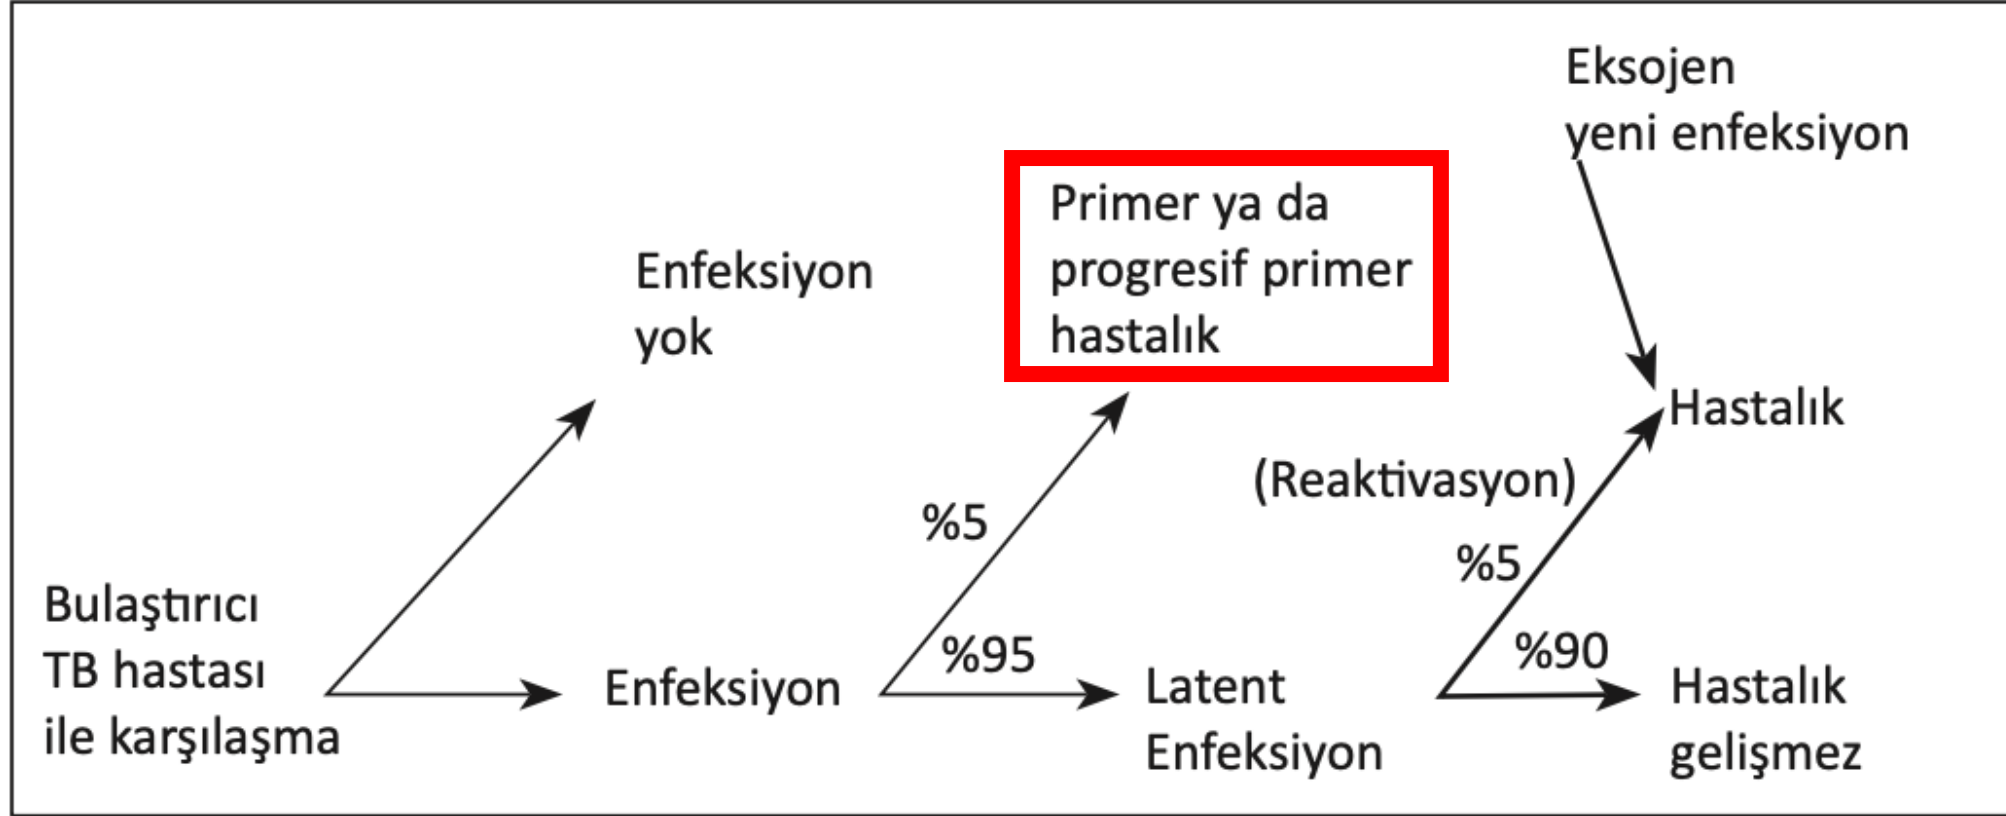 Eksojen
yeni enfeksiyon
Primer ya da
progresif primer
hastalık
Enfeksiyon
yok
Hastalık
(Reaktivasyon)
%5
%5
Bulaştırıcı
TB hastası
ile karşılaşma
Enfeksiyon
%95
Latent
Enfeksiyon
%90
Hastalık
gelişmez